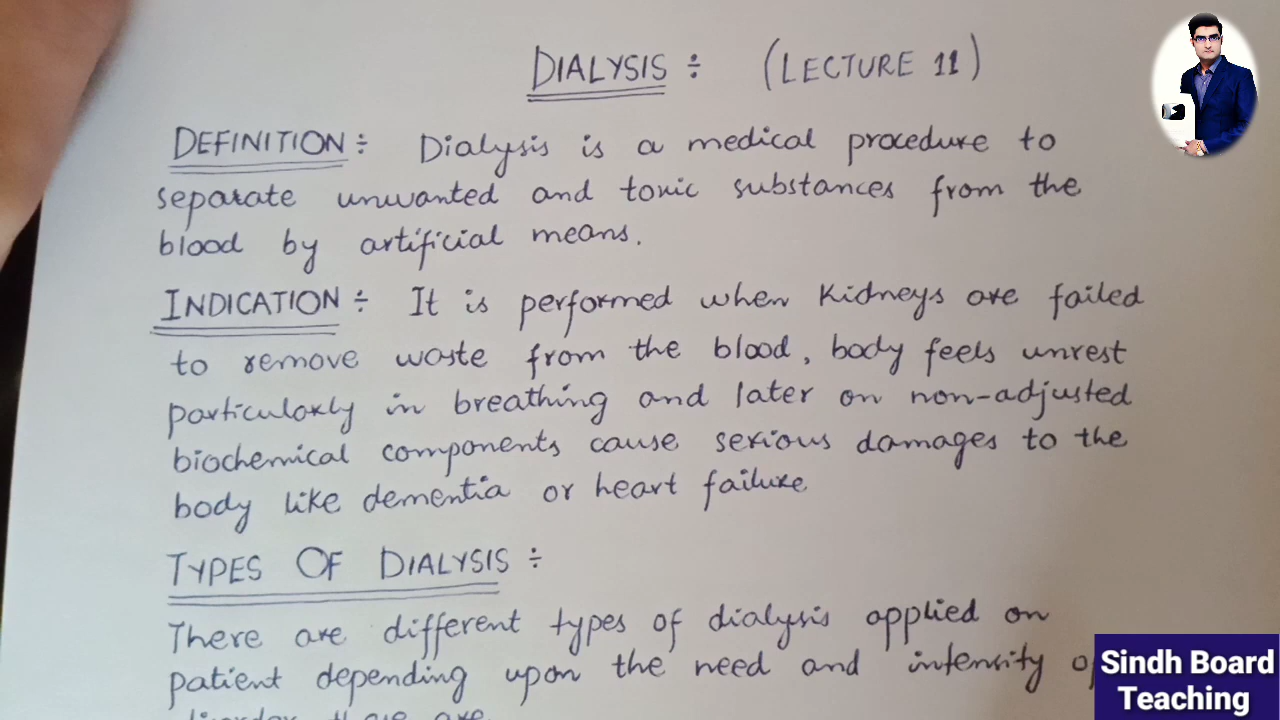 DIALYSIS ÷ (LECTURE 11)
DEFINITION ÷ Dialysis is a medical procedure to
separate unwanted and toxic substances from the
blood by artificial means.
INDICATION ÷ It is performed when Kidneys are failed
to remove waste from the blood, body feels unrest
particularly in breathing and later on non-adjusted
biochemical components cause serious damages to the
body like dementia or heart failure
TYPES OF DIALYSIS ÷
There are different types of dialysis applied on
patient depending upon the need and intensity
Sindh Board
Teaching